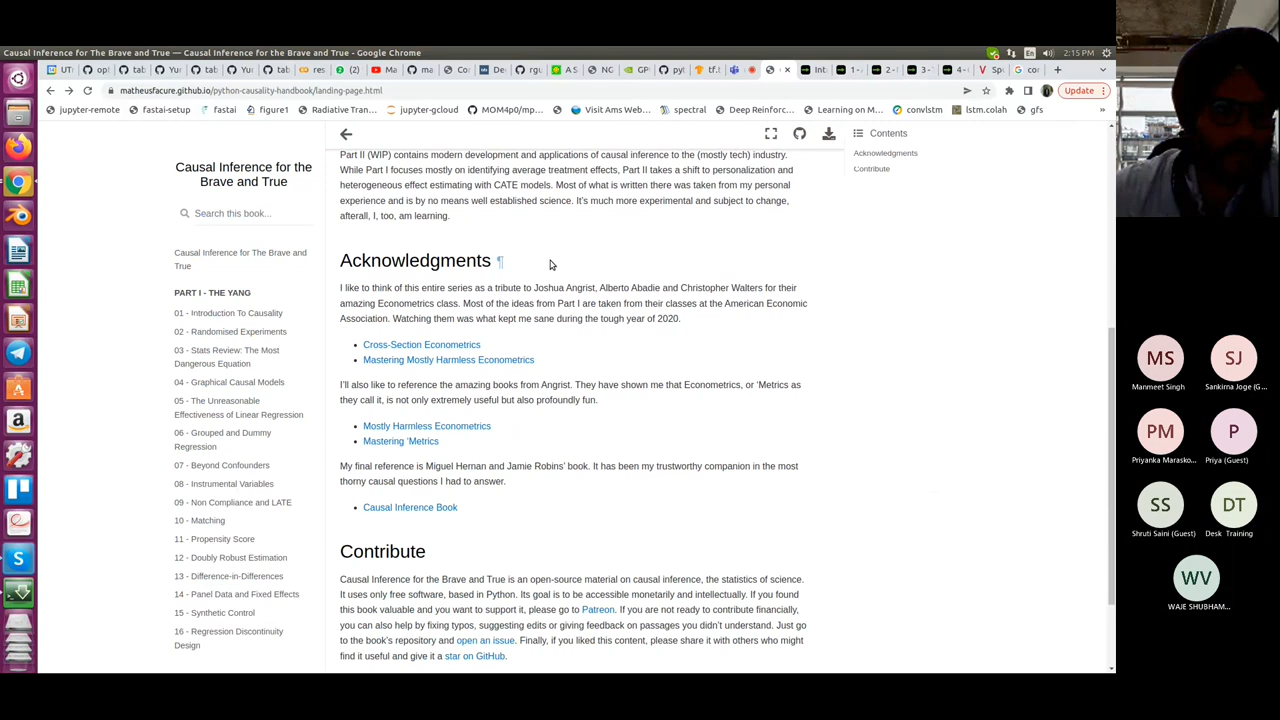 Causal Inference for The Brave and True — Causal Inference for the Brave and True - Google Chrome
En
2:15 PM
matheusfacure.github.io/python-causality-handbook/landing-page.html
Update
jupyter-remote
fastai-setup
fastai
figure1
Radiative Tran...
jupyter-gcloud
MOM4p0/mp...
Visit Ams Web...
spectral
Deep Reinforc...
Learning on M...
convlstm
lstm.colah
gfs
Causal Inference for the
Brave and True
Search this book...
Causal Inference for The Brave and
True
PART I - THE YANG
01 - Introduction To Causality
02 - Randomised Experiments
03 - Stats Review: The Most
Dangerous Equation
04 - Graphical Causal Models
05 - The Unreasonable
Effectiveness of Linear Regression
06 - Grouped and Dummy
Regression
07 - Beyond Confounders
08 - Instrumental Variables
09 - Non Compliance and LATE
10 - Matching
11 - Propensity Score
12 - Doubly Robust Estimation
13 - Difference-in-Differences
14 - Panel Data and Fixed Effects
15 - Synthetic Control
16 - Regression Discontinuity
Design
Part II (WIP) contains modern development and applications of causal inference to the (mostly tech) industry.
While Part I focuses mostly on identifying average treatment effects, Part II takes a shift to personalization and
heterogeneous effect estimating with CATE models. Most of what is written there was taken from my personal
experience and is by no means well established science. It's much more experimental and subject to change,
afterall, I, too, am learning.
Acknowledgments ¶
I like to think of this entire series as a tribute to Joshua Angrist, Alberto Abadie and Christopher Walters for their
amazing Econometrics class. Most of the ideas from Part I are taken from their classes at the American Economic
Association. Watching them was what kept me sane during the tough year of 2020.
• Cross-Section Econometrics
• Mastering Mostly Harmless Econometrics
I'll also like to reference the amazing books from Angrist. They have shown me that Econometrics, or 'Metrics as
they call it, is not only extremely useful but also profoundly fun.
• Mostly Harmless Econometrics
• Mastering 'Metrics
My final reference is Miguel Hernan and Jamie Robins' book. It has been my trustworthy companion in the most
thorny causal questions I had to answer.
• Causal Inference Book
Contribute
Causal Inference for the Brave and True is an open-source material on causal inference, the statistics of science.
It uses only free software, based in Python. Its goal is to be accessible monetarily and intellectually. If you found
this book valuable and you want to support it, please go to Patreon. If you are not ready to contribute financially,
you can also help by fixing typos, suggesting edits or giving feedback on passages you didn't understand. Just go
to the book's repository and open an issue. Finally, if you liked this content, please share it with others who might
find it useful and give it a star on GitHub.
Contents
Acknowledgments
Contribute
MS
Manmeet Singh
SJ
Sankirna Joge (G...
PM
Priyanka Marasko...
P
Priya (Guest)
SS
Shruti Saini (Guest)
DT
Desk Training
WV
WAJE SHUBHAM...